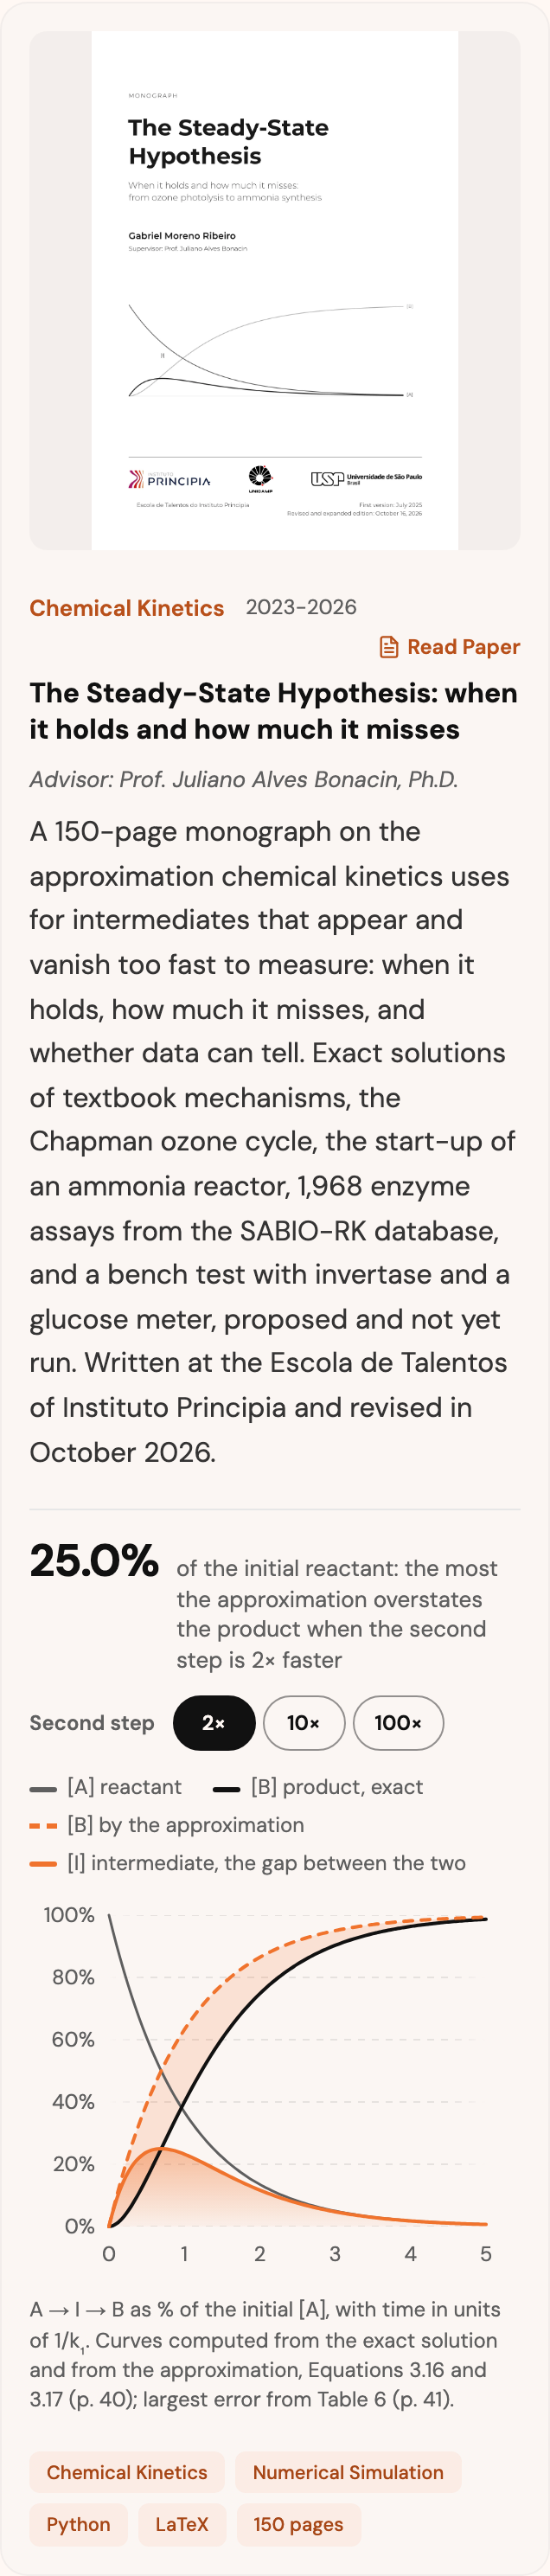 MONOGRAPH
The Steady-State
Hypothesis
When it holds and how much it misses:
from ozone photolysis to ammonia synthesis
Gabriel Moreno Ribeiro
Supervisor: Prof. Juliano Alves Bonacin
[B]
[I]
[A]
INSTITUTO
PRINCIPIA
UNICAMP
USP
Universidade de São Paulo
Brasil
Escola de Talentos do Instituto Principia
First version: July 2025
Revised and expanded edition: October 16, 2026
Chemical Kinetics 2023-2026
Read Paper
The Steady-State Hypothesis: when
it holds and how much it misses
Advisor: Prof. Juliano Alves Bonacin, Ph.D.
A 150-page monograph on the
approximation chemical kinetics uses
for intermediates that appear and
vanish too fast to measure: when it
holds, how much it misses, and
whether data can tell. Exact solutions
of textbook mechanisms, the
Chapman ozone cycle, the start-up of
an ammonia reactor, 1,968 enzyme
assays from the SABIO-RK database,
and a bench test with invertase and a
glucose meter, proposed and not yet
run. Written at the Escola de Talentos
of Instituto Principia and revised in
October 2026.
25.0% of the initial reactant: the most
the approximation overstates
the product when the second
step is 2× faster
Second step 2× 10× 100×
[A] reactant [B] product, exact
[B] by the approximation
[I] intermediate, the gap between the two
100%
80%
60%
40%
20%
0%
0 1 2 3 4 5
A → I → B as % of the initial [A], with time in units
of 1/k₁. Curves computed from the exact solution
and from the approximation, Equations 3.16 and
3.17 (p. 40); largest error from Table 6 (p. 41).
Chemical Kinetics Numerical Simulation
Python LaTeX 150 pages